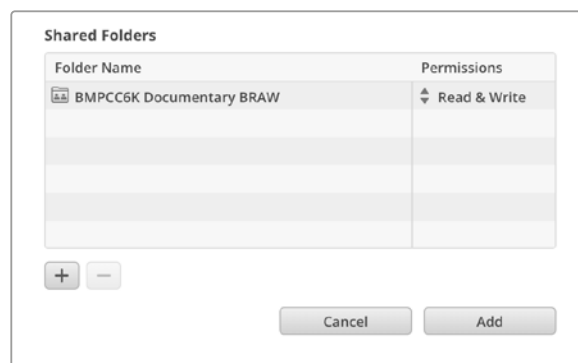 Shared Folders
Folder Name Permissions
BMPCC6K Documentary BRAW Read & Write
Cancel Add